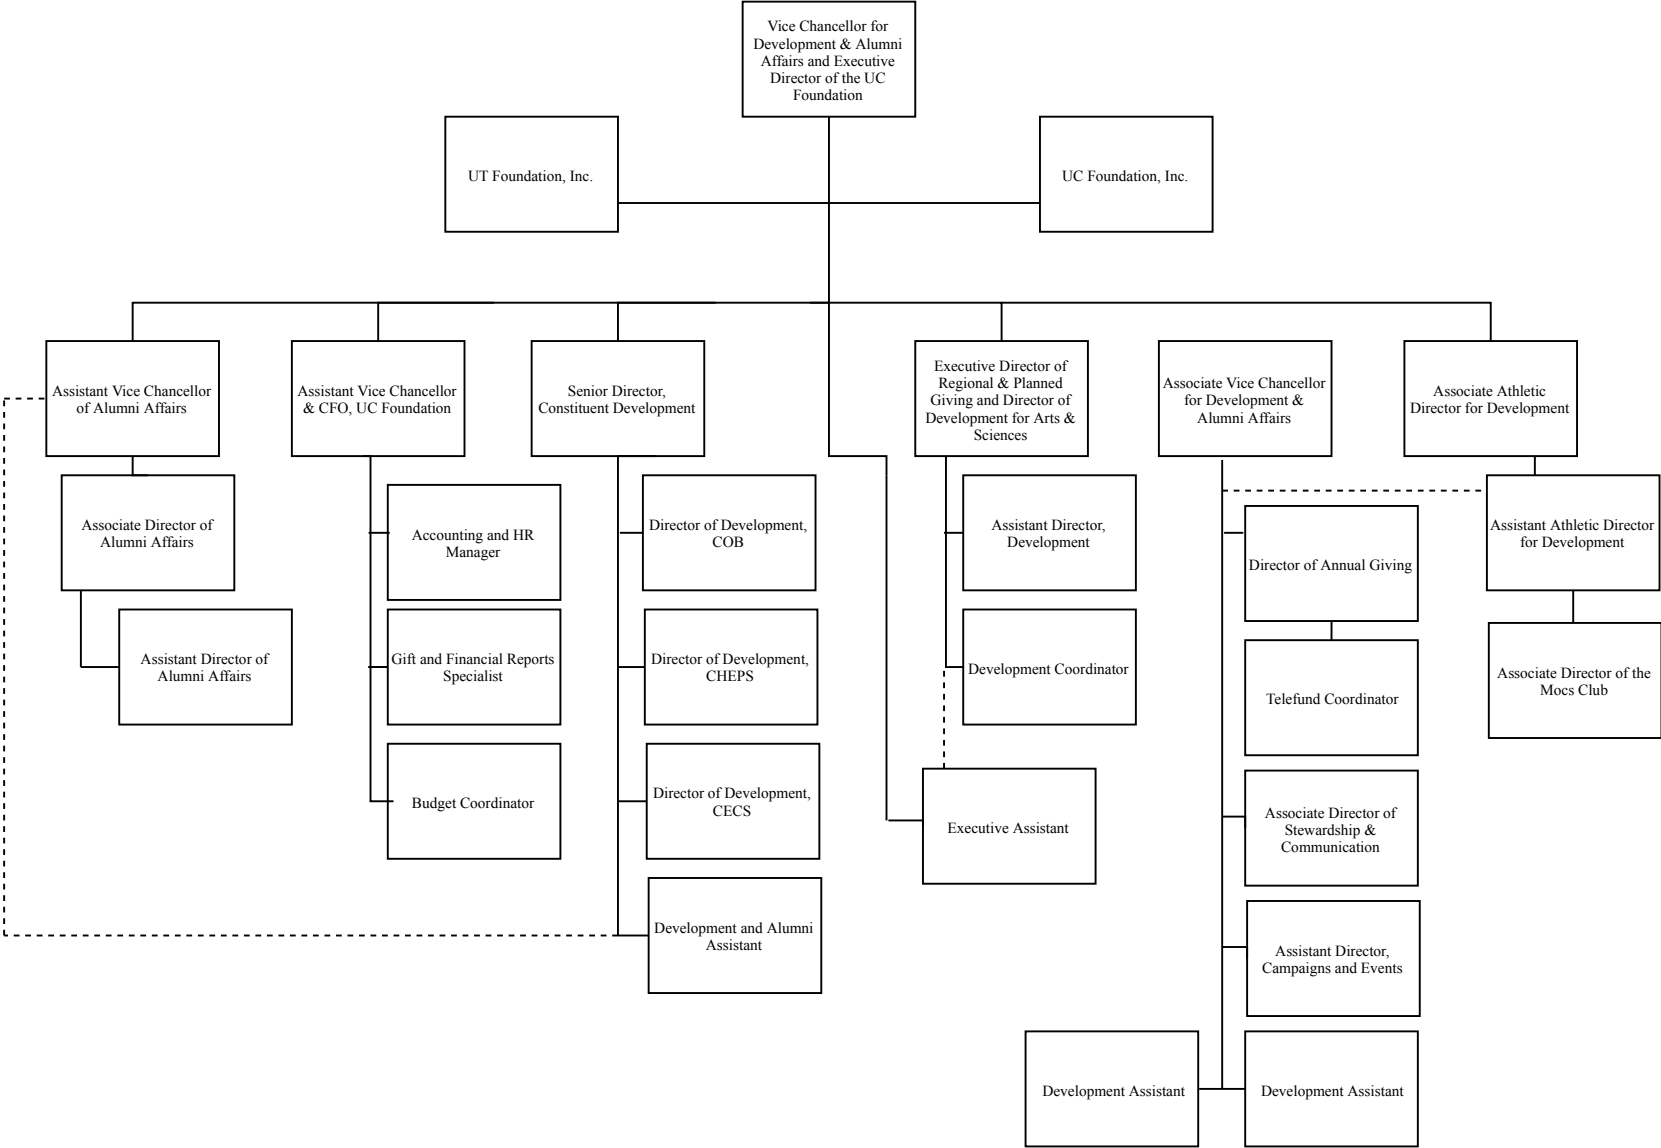 Vice Chancellor for
Development & Alumni
Affairs and Executive
Director of the UC
Foundation
UT Foundation, Inc.
UC Foundation, Inc.
Assistant Vice Chancellor
of Alumni Affairs
Assistant Vice Chancellor
& CFO, UC Foundation
Senior Director,
Constituent Development
Executive Director of
Regional & Planned
Giving and Director of
Development for Arts &
Sciences
Associate Vice Chancellor
for Development &
Alumni Affairs
Associate Athletic
Director for Development
Associate Director of
Alumni Affairs
Accounting and HR
Manager
Director of Development,
COB
Assistant Director,
Development
Director of Annual Giving
Assistant Athletic Director
for Development
Assistant Director of
Alumni Affairs
Gift and Financial Reports
Specialist
Director of Development,
CHEPS
Development Coordinator
Telefund Coordinator
Associate Director of the
Mocs Club
Budget Coordinator
Director of Development,
CECS
Executive Assistant
Associate Director of
Stewardship &
Communication
Development and Alumni
Assistant
Assistant Director,
Campaigns and Events
Development Assistant
Development Assistant